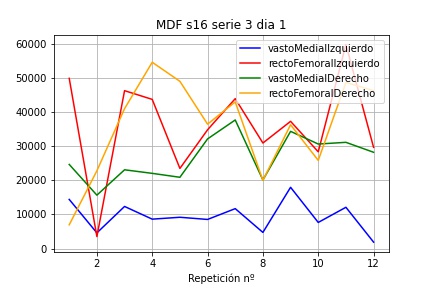 MDF s16 serie 3 dia 1
vastoMedialIzquierdo
rectoFemoralIzquierdo
vastoMedialDerecho
rectoFemoralDerecho
60000
50000
40000
30000
20000
10000
0
2 4 6 8 10 12
Repetición nº